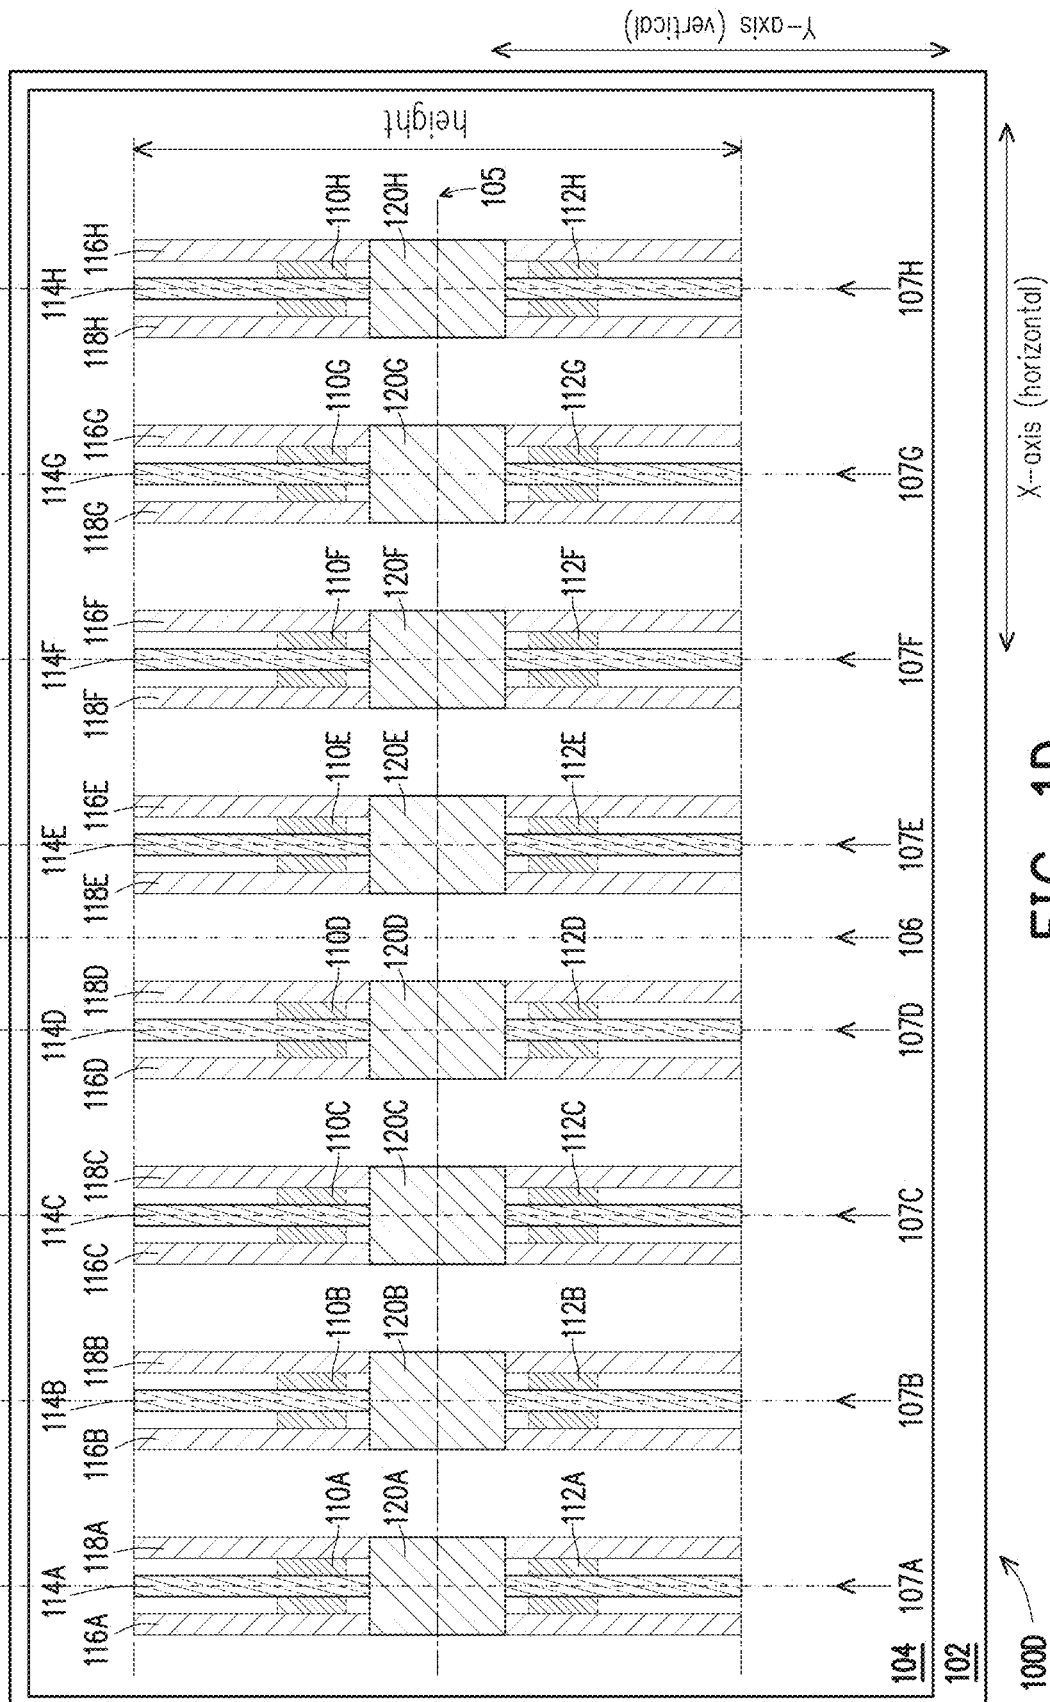 114A 114B 114C 114D 114E 114F 114G 114H
116A 118A 116B 118B 116C 118C 116D 118D 118E 116E 118F 116F 118G 116G 118H 116H
110A 110B 110C 110D 110E 110F 110G 110H
120A 120B 120C 120D 120E 120F 120G 120H
height
105
112A 112B 112C 112D 112E 112F 112G 112H
107A 107B 107C 107D 106 107E 107F 107G 107H
104
102
Y-axis (vertical)
X-axis (horizontal)
100D
FIG. 1D